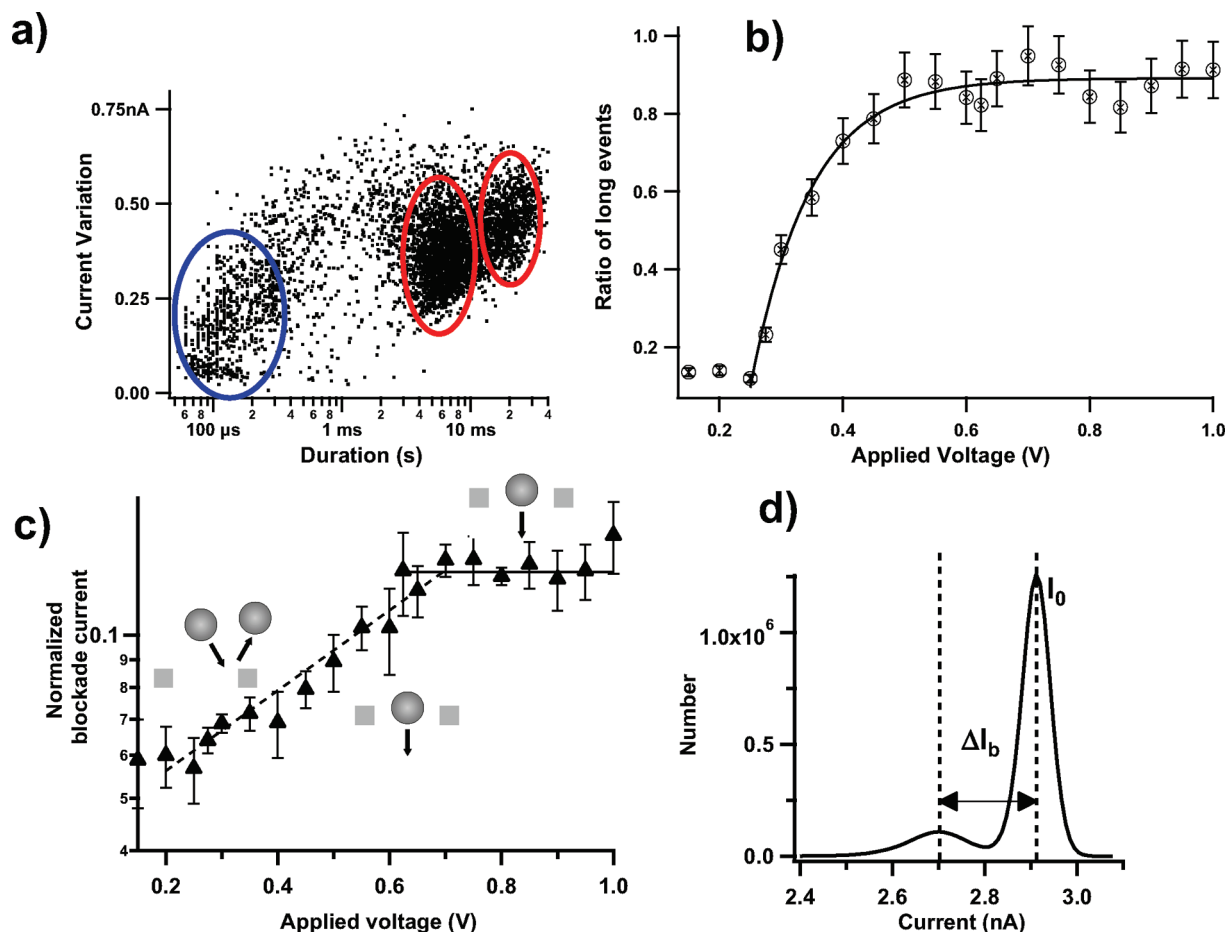 a)
0.75nA
0.50
0.25
0.00
Current Variation
6 8 2 4 6 8 2 4 6 8 2 4
100 µs 1 ms 10 ms
Duration (s)
b)
1.0
0.8
0.6
0.4
0.2
Ratio of long events
0.2 0.4 0.6 0.8 1.0
Applied Voltage (V)
c)
0.1
9
8
7
6
5
4
Normalized
blockade current
0.2 0.4 0.6 0.8 1.0
Applied voltage (V)
d)
I0
1.0x10⁶
0.5
0.0
Number
ΔIb
2.4 2.6 2.8 3.0
Current (nA)